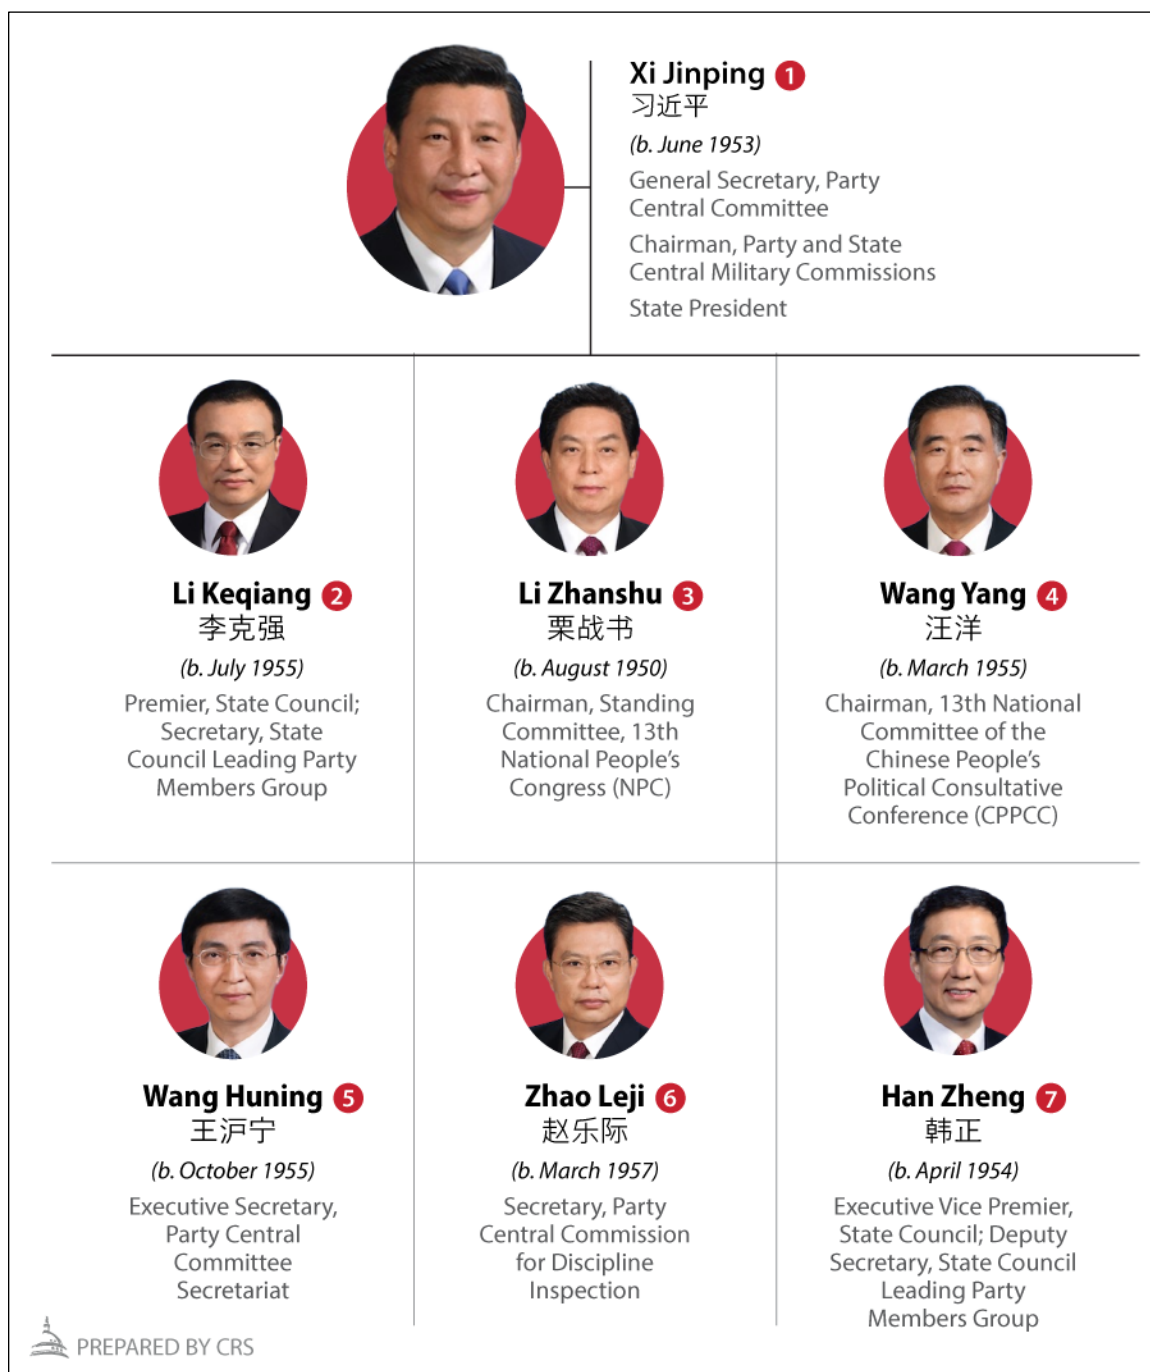 Xi Jinping 1
习近平
(b. June 1953)
General Secretary, Party
Central Committee
Chairman, Party and State
Central Military Commissions
State President
Li Keqiang 2
李克强
(b. July 1955)
Premier, State Council;
Secretary, State
Council Leading Party
Members Group
Li Zhanshu 3
栗战书
(b. August 1950)
Chairman, Standing
Committee, 13th
National People's
Congress (NPC)
Wang Yang 4
汪洋
(b. March 1955)
Chairman, 13th National
Committee of the
Chinese People's
Political Consultative
Conference (CPPCC)
Wang Huning 5
王沪宁
(b. October 1955)
Executive Secretary,
Party Central
Committee
Secretariat
Zhao Leji 6
赵乐际
(b. March 1957)
Secretary, Party
Central Commission
for Discipline
Inspection
Han Zheng 7
韩正
(b. April 1954)
Executive Vice Premier,
State Council; Deputy
Secretary, State Council
Leading Party
Members Group
PREPARED BY CRS